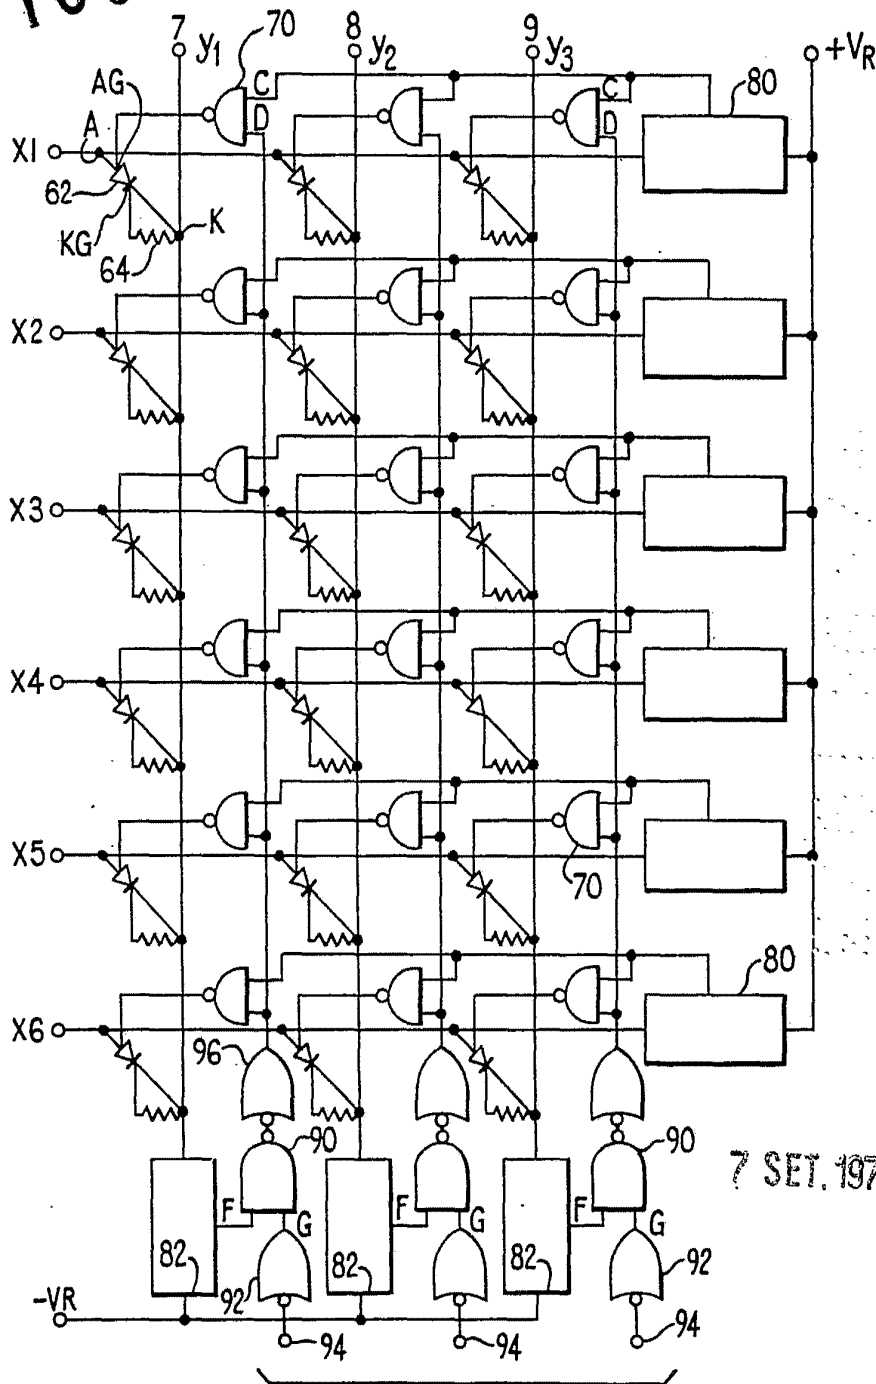 7 8 9
y1 70 y2 y3 +VR
AG C C 80
A D D
X1
62
KG K
64
X2
X3
X4
X5
70
80
X6
96
90 90
7 SET. 197
F G F G F G
82 82 82
92 92
-VR
94 94 94